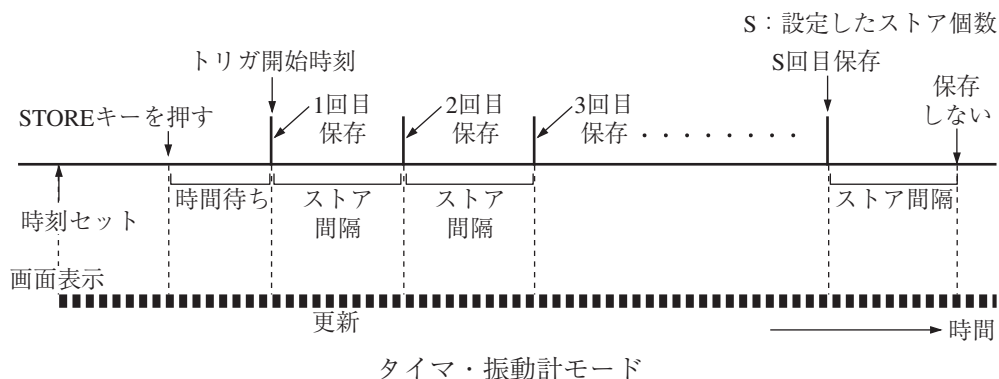 S：設定したストア個数
トリガ開始時刻
S回目保存
STOREキーを押す
1回目
保存
2回目
保存
3回目
保存
・・・・・・・・
保存
しない
時刻セット
時間待ち
ストア
間隔
ストア
間隔
ストア間隔
画面表示
更新
時間
タイマ・振動計モード